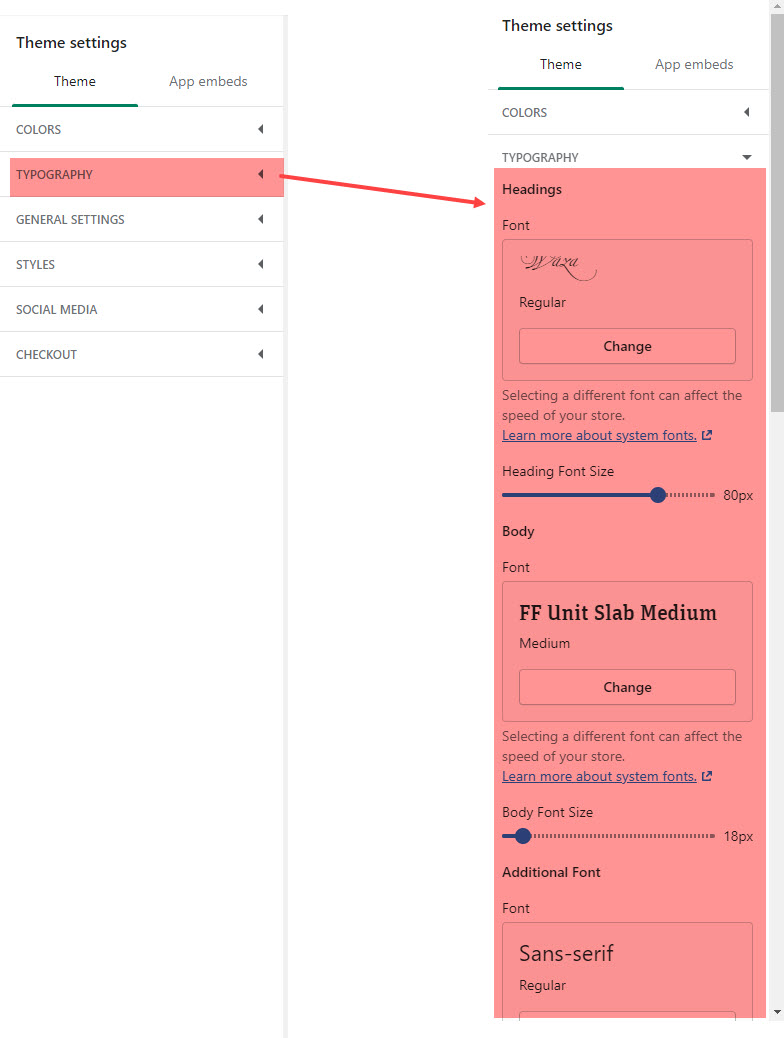 Theme settings
Theme
App embeds
COLORS
TYPOGRAPHY
GENERAL SETTINGS
STYLES
SOCIAL MEDIA
CHECKOUT
Theme settings
Theme
App embeds
COLORS
TYPOGRAPHY
Headings
Font
Waza
Regular
Change
Selecting a different font can affect the
speed of your store.
Learn more about system fonts.
Heading Font Size
80px
Body
Font
FF Unit Slab Medium
Medium
Change
Selecting a different font can affect the
speed of your store.
Learn more about system fonts.
Body Font Size
18px
Additional Font
Font
Sans-serif
Regular